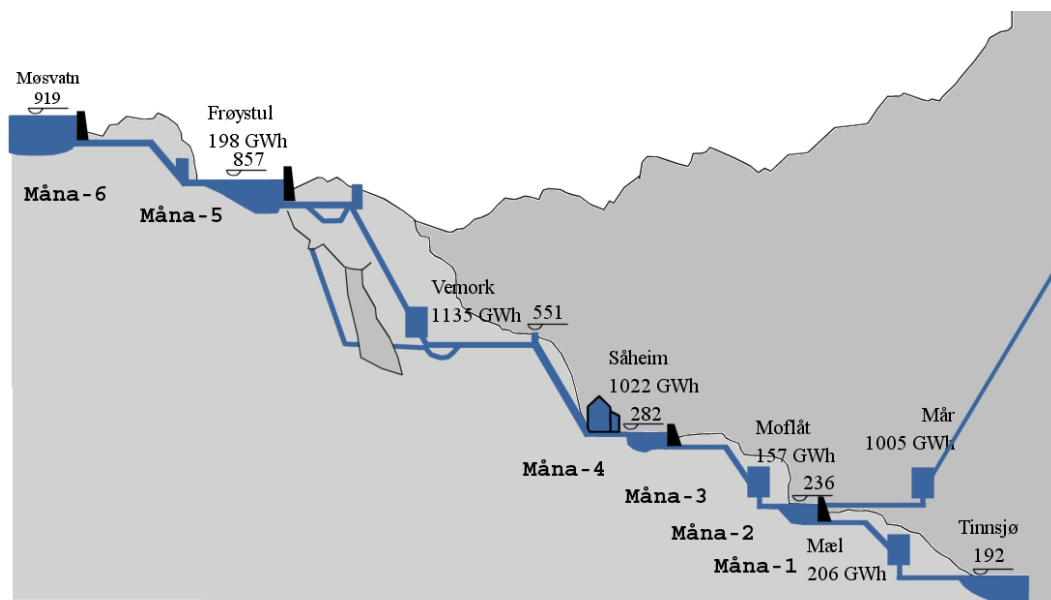 Møsvatn
919
Frøystul
198 GWh
857
Måna-6
Måna-5
Vemork
1135 GWh
551
Såheim
1022 GWh
282
Måna-4
Måna-3
Moflåt
157 GWh
236
Mår
1005 GWh
Måna-2
Måna-1
Mæl
206 GWh
Tinnsjø
192